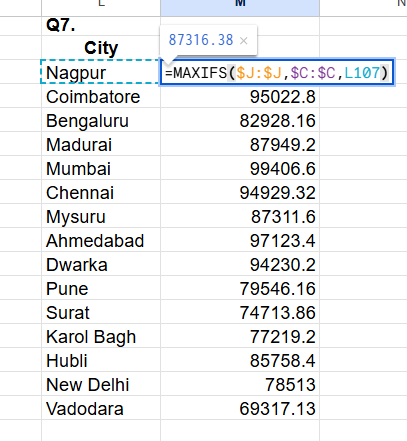 L M N
Q7.
87316.38 ×
City
Nagpur =MAXIFS($J:$J,$C:$C,L107)
Coimbatore 95022.8
Bengaluru 82928.16
Madurai 87949.2
Mumbai 99406.6
Chennai 94929.32
Mysuru 87311.6
Ahmedabad 97123.4
Dwarka 94230.2
Pune 79546.16
Surat 74713.86
Karol Bagh 77219.2
Hubli 85758.4
New Delhi 78513
Vadodara 69317.13